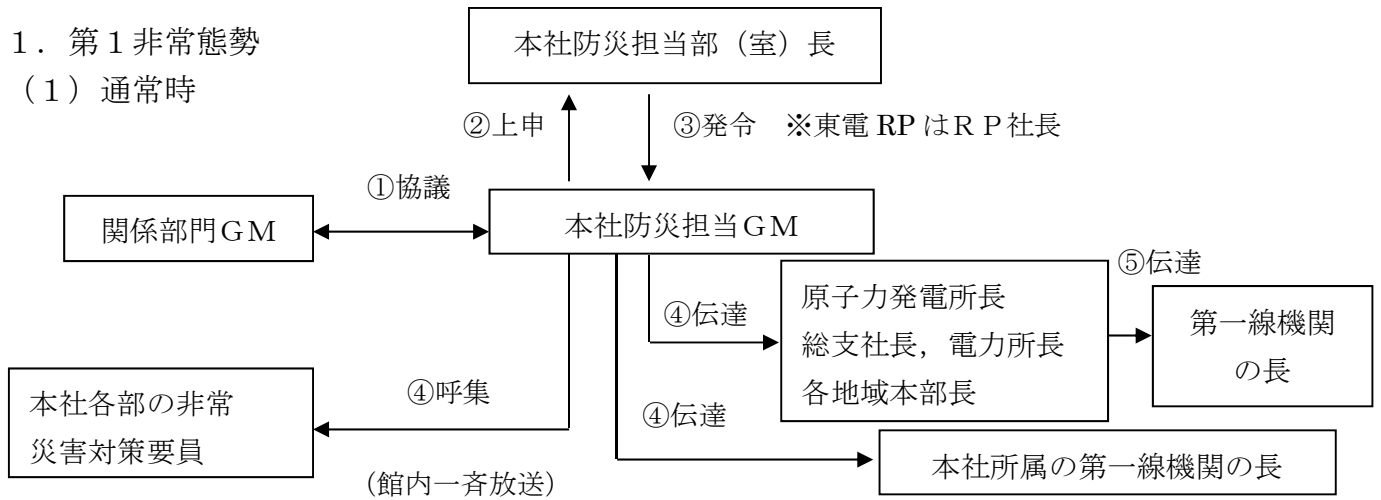 １．第１非常態勢
（１）通常時
本社防災担当部（室）長
②上申
③発令　※東電 RP はＲＰ社長
①協議
関係部門ＧＭ
本社防災担当ＧＭ
⑤伝達
④伝達
原子力発電所長
総支社長，電力所長
各地域本部長
第一線機関
の長
本社各部の非常
災害対策要員
④呼集
④伝達
（館内一斉放送）
本社所属の第一線機関の長